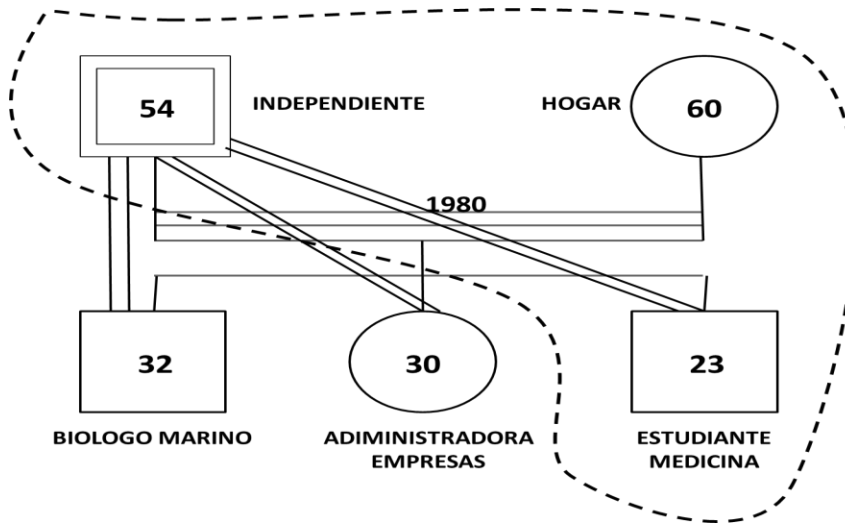 54
INDEPENDIENTE
HOGAR
60
1980
32
30
23
BIOLOGO MARINO
ADIMINISTRADORA
EMPRESAS
ESTUDIANTE
MEDICINA